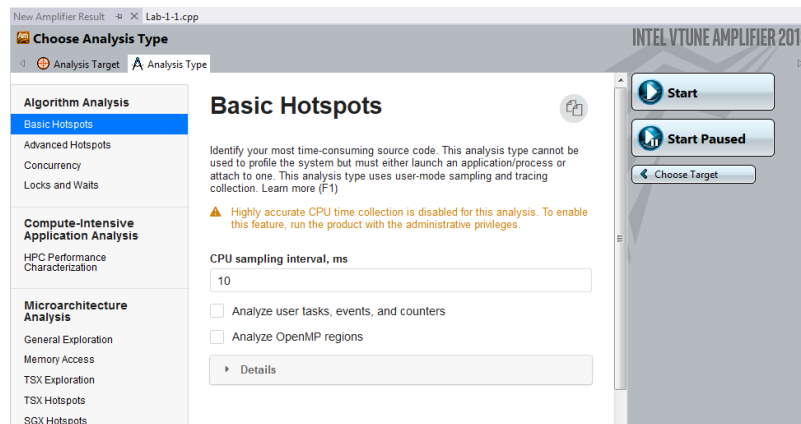 New Amplifier Result
Lab-1-1.cpp
Choose Analysis Type
INTEL VTUNE AMPLIFIER 201
Analysis Target
Analysis Type
Algorithm Analysis
Basic Hotspots
Advanced Hotspots
Concurrency
Locks and Waits
Compute-Intensive
Application Analysis
HPC Performance
Characterization
Microarchitecture
Analysis
General Exploration
Memory Access
TSX Exploration
TSX Hotspots
SGX Hotspots
Basic Hotspots
Identify your most time-consuming source code. This analysis type cannot be
used to profile the system but must either launch an application/process or
attach to one. This analysis type uses user-mode sampling and tracing
collection. Learn more (F1)
Highly accurate CPU time collection is disabled for this analysis. To enable
this feature, run the product with the administrative privileges.
CPU sampling interval, ms
10
Analyze user tasks, events, and counters
Analyze OpenMP regions
Details
Start
Start Paused
Choose Target